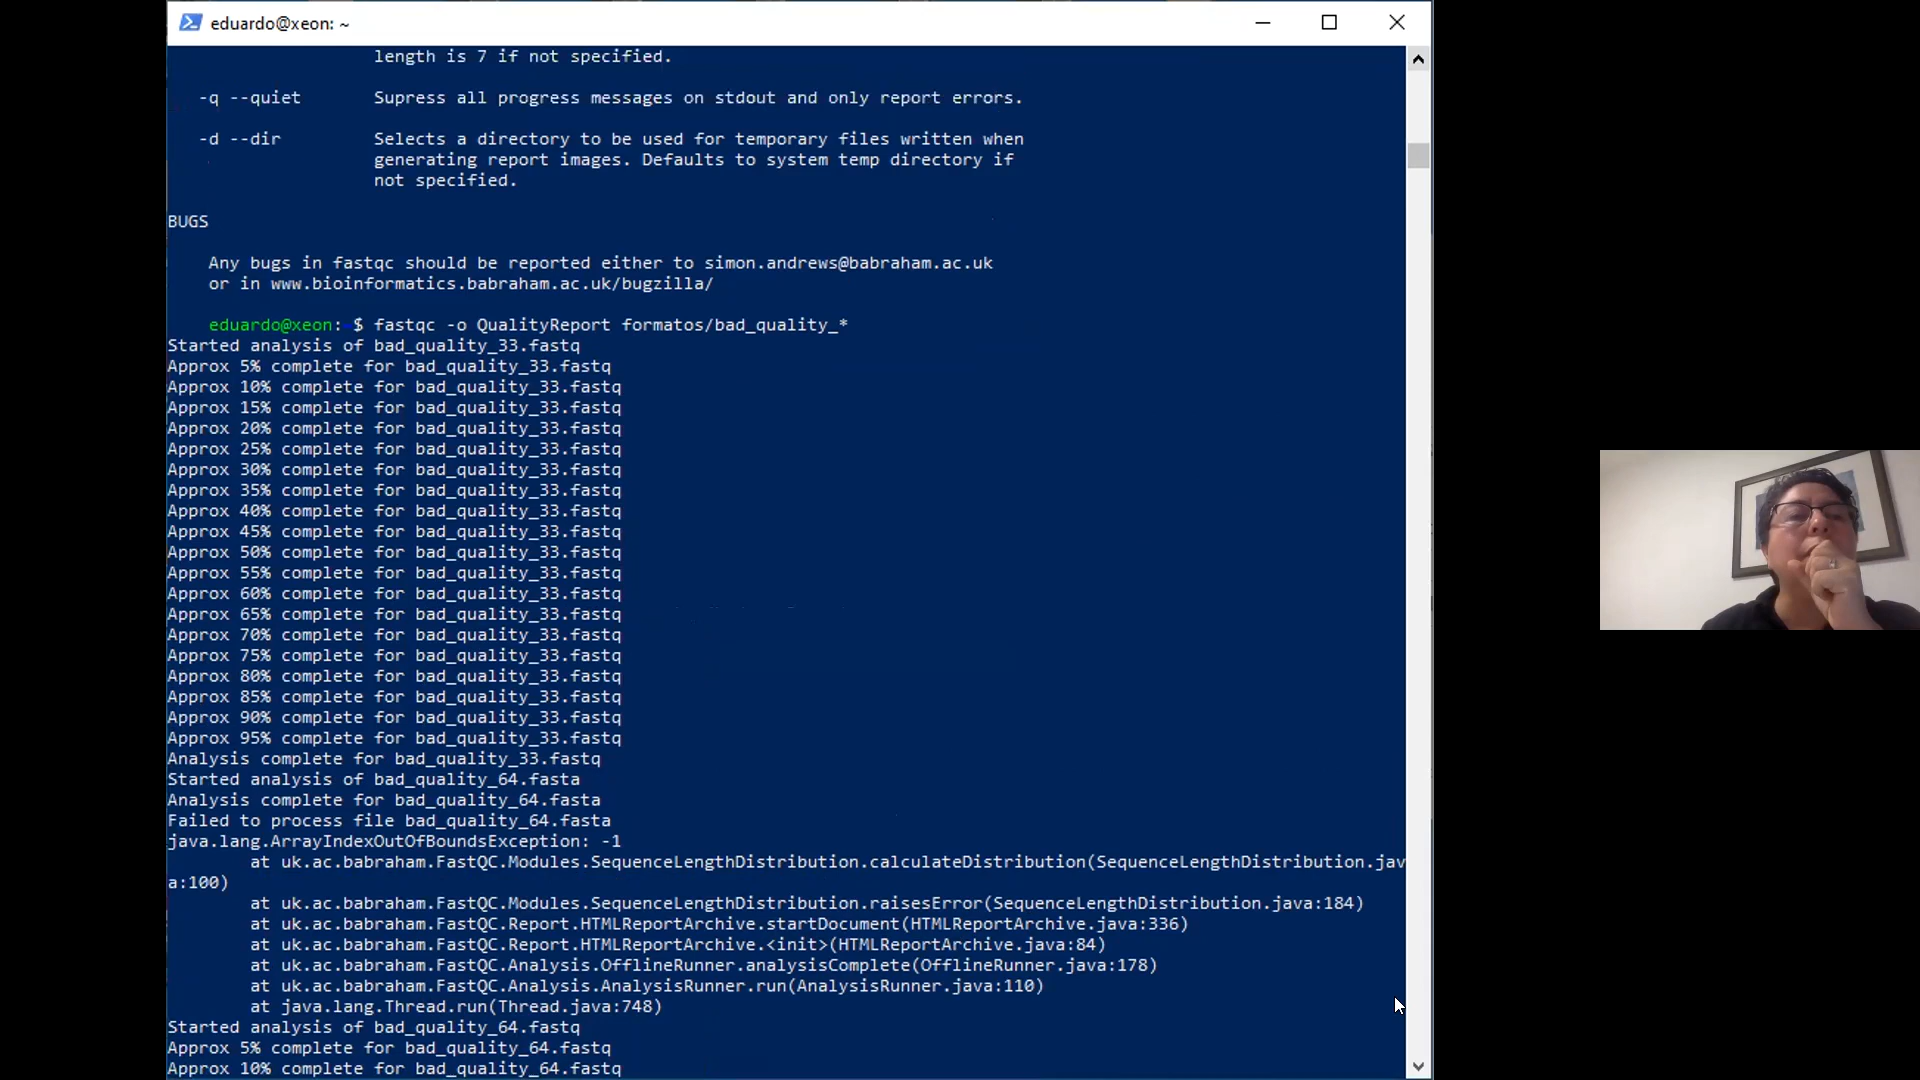 eduardo@xeon: ~
length is 7 if not specified.
-q --quiet Supress all progress messages on stdout and only report errors.
-d --dir Selects a directory to be used for temporary files written when
generating report images. Defaults to system temp directory if
not specified.
BUGS
Any bugs in fastqc should be reported either to simon.andrews@babraham.ac.uk
or in www.bioinformatics.babraham.ac.uk/bugzilla/
eduardo@xeon:~$ fastqc -o QualityReport formatos/bad_quality_*
Started analysis of bad_quality_33.fastq
Approx 5% complete for bad_quality_33.fastq
Approx 10% complete for bad_quality_33.fastq
Approx 15% complete for bad_quality_33.fastq
Approx 20% complete for bad_quality_33.fastq
Approx 25% complete for bad_quality_33.fastq
Approx 30% complete for bad_quality_33.fastq
Approx 35% complete for bad_quality_33.fastq
Approx 40% complete for bad_quality_33.fastq
Approx 45% complete for bad_quality_33.fastq
Approx 50% complete for bad_quality_33.fastq
Approx 55% complete for bad_quality_33.fastq
Approx 60% complete for bad_quality_33.fastq
Approx 65% complete for bad_quality_33.fastq
Approx 70% complete for bad_quality_33.fastq
Approx 75% complete for bad_quality_33.fastq
Approx 80% complete for bad_quality_33.fastq
Approx 85% complete for bad_quality_33.fastq
Approx 90% complete for bad_quality_33.fastq
Approx 95% complete for bad_quality_33.fastq
Analysis complete for bad_quality_33.fastq
Started analysis of bad_quality_64.fasta
Analysis complete for bad_quality_64.fasta
Failed to process file bad_quality_64.fasta
java.lang.ArrayIndexOutOfBoundsException: -1
at uk.ac.babraham.FastQC.Modules.SequenceLengthDistribution.calculateDistribution(SequenceLengthDistribution.jav
a:100)
at uk.ac.babraham.FastQC.Modules.SequenceLengthDistribution.raisesError(SequenceLengthDistribution.java:184)
at uk.ac.babraham.FastQC.Report.HTMLReportArchive.startDocument(HTMLReportArchive.java:336)
at uk.ac.babraham.FastQC.Report.HTMLReportArchive.<init>(HTMLReportArchive.java:84)
at uk.ac.babraham.FastQC.Analysis.OfflineRunner.analysisComplete(OfflineRunner.java:178)
at uk.ac.babraham.FastQC.Analysis.AnalysisRunner.run(AnalysisRunner.java:110)
at java.lang.Thread.run(Thread.java:748)
Started analysis of bad_quality_64.fastq
Approx 5% complete for bad_quality_64.fastq
Approx 10% complete for bad_quality_64.fastq